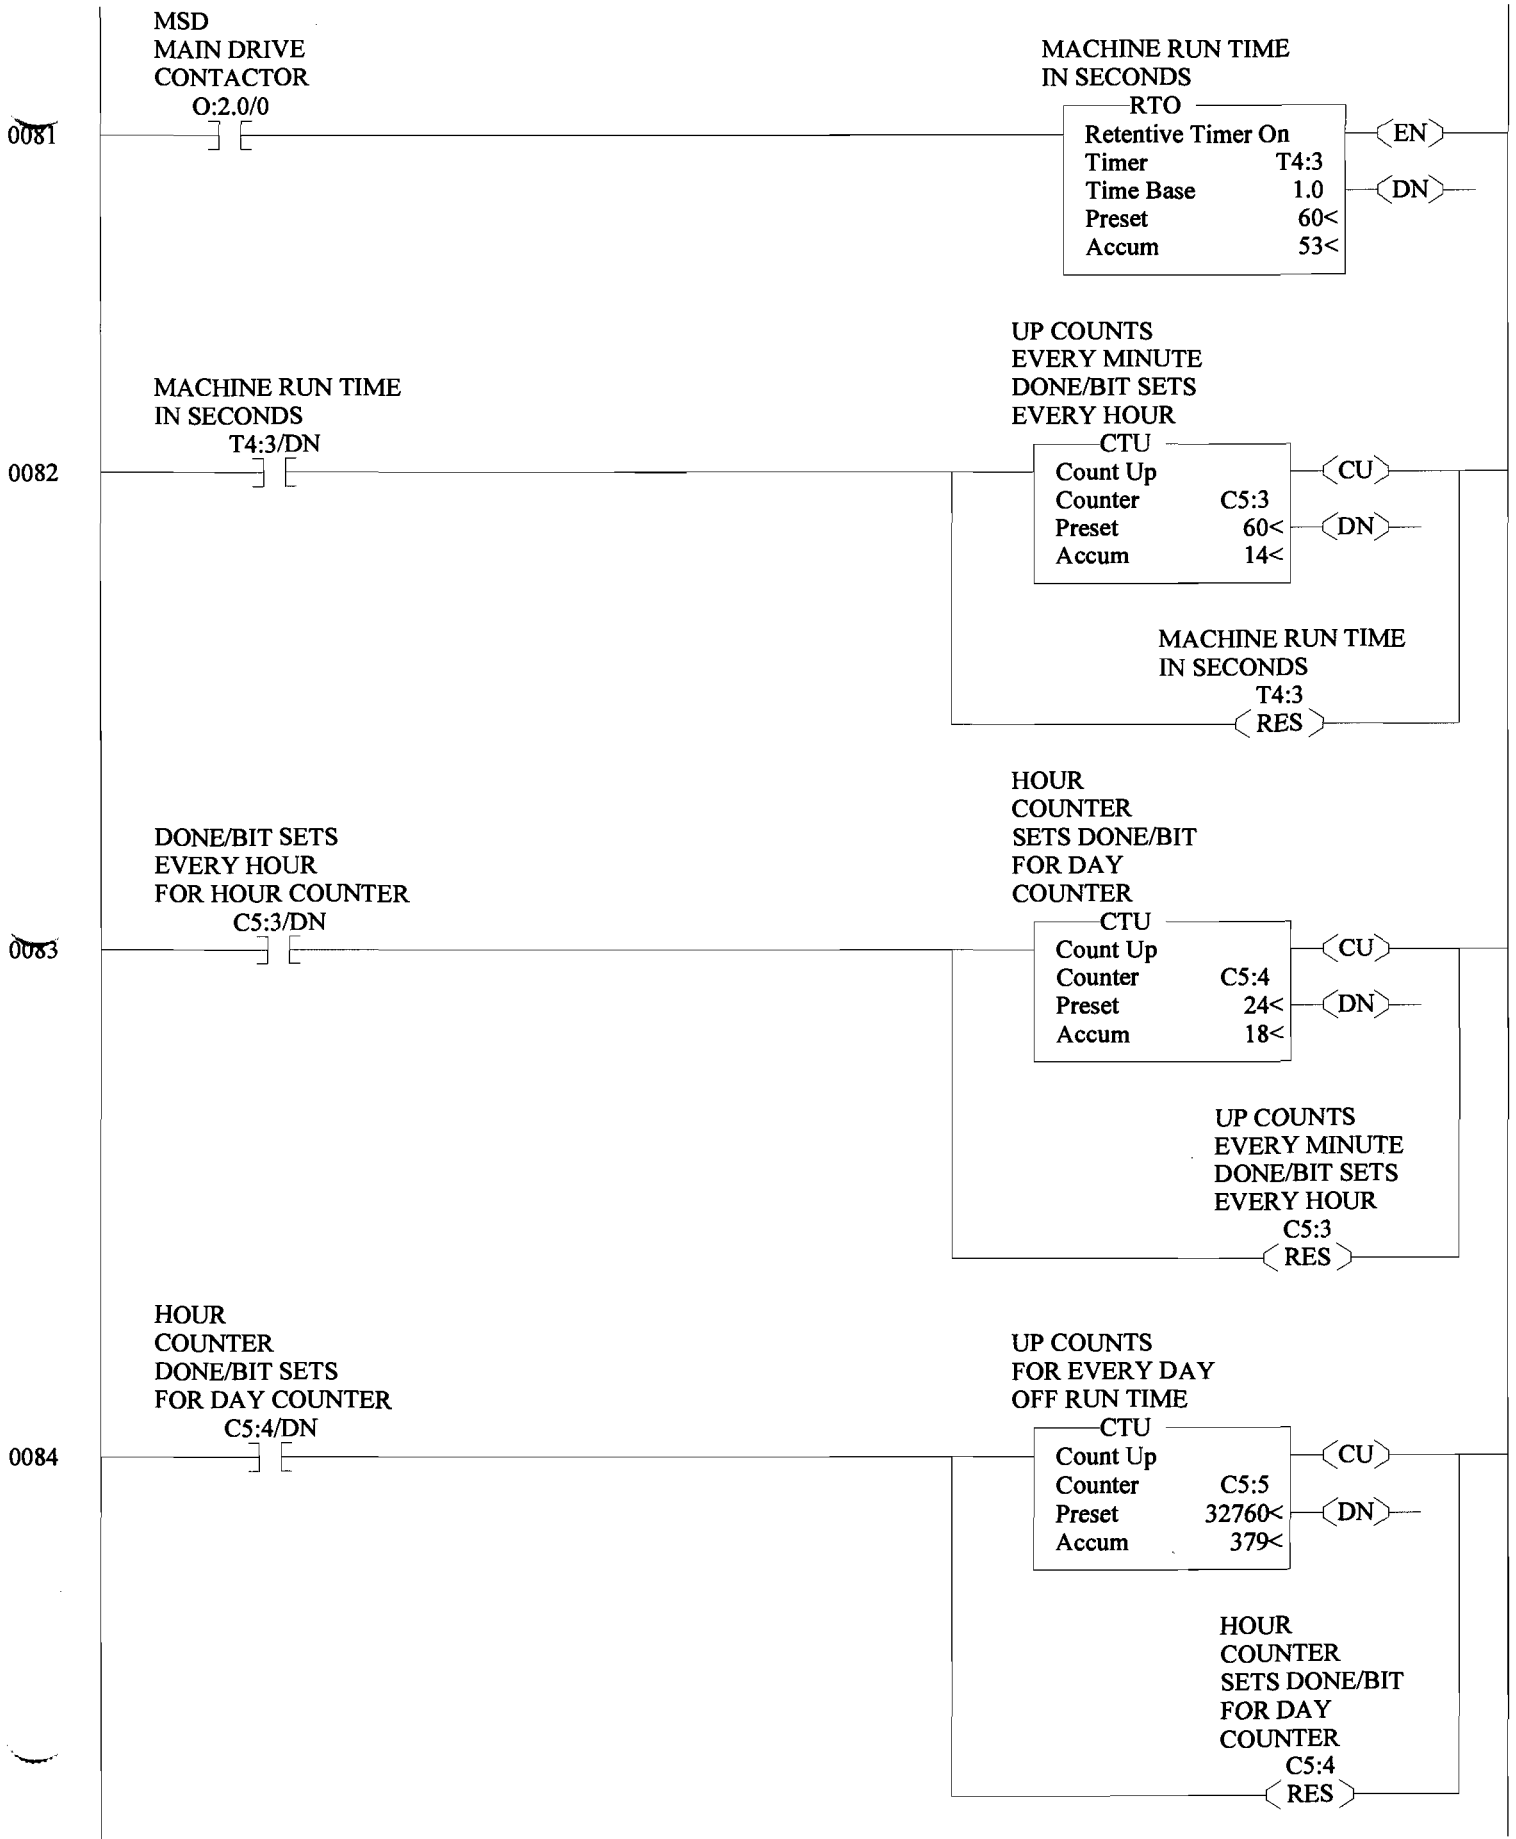 MSD
MAIN DRIVE
CONTACTOR
O:2.0/0
0081
MACHINE RUN TIME
IN SECONDS
RTO
Retentive Timer On
Timer T4:3
Time Base 1.0
Preset 60<
Accum 53<
EN
DN
MACHINE RUN TIME
IN SECONDS
T4:3/DN
0082
UP COUNTS
EVERY MINUTE
DONE/BIT SETS
EVERY HOUR
CTU
Count Up
Counter C5:3
Preset 60<
Accum 14<
CU
DN
MACHINE RUN TIME
IN SECONDS
T4:3
RES
DONE/BIT SETS
EVERY HOUR
FOR HOUR COUNTER
C5:3/DN
0083
HOUR
COUNTER
SETS DONE/BIT
FOR DAY
COUNTER
CTU
Count Up
Counter C5:4
Preset 24<
Accum 18<
CU
DN
UP COUNTS
EVERY MINUTE
DONE/BIT SETS
EVERY HOUR
C5:3
RES
HOUR
COUNTER
DONE/BIT SETS
FOR DAY COUNTER
C5:4/DN
0084
UP COUNTS
FOR EVERY DAY
OFF RUN TIME
CTU
Count Up
Counter C5:5
Preset 32760<
Accum 379<
CU
DN
HOUR
COUNTER
SETS DONE/BIT
FOR DAY
COUNTER
C5:4
RES